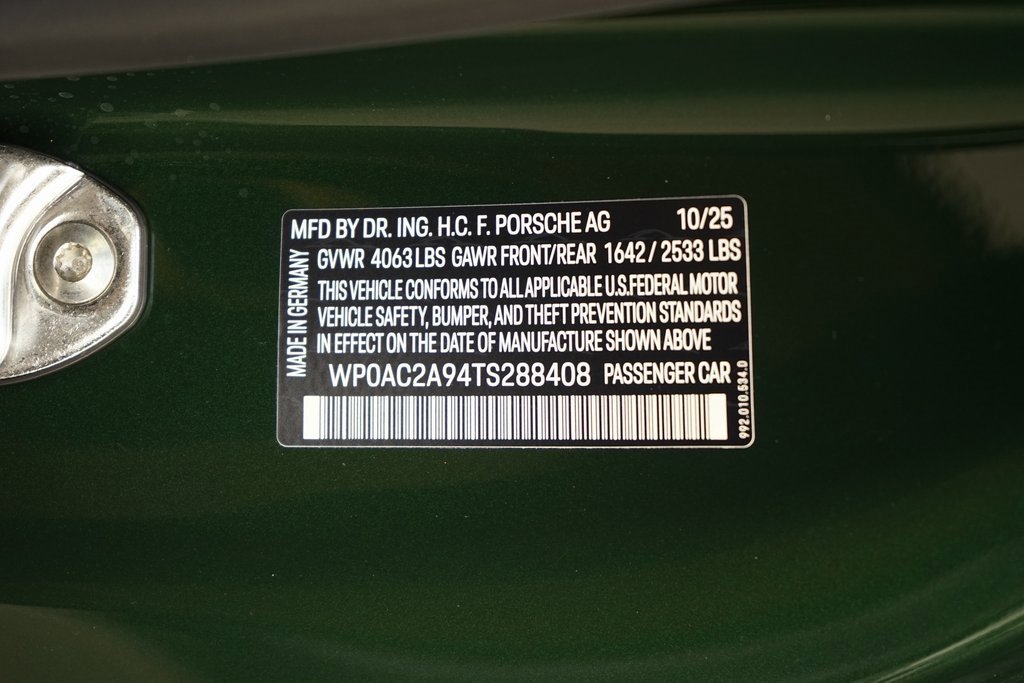 MFD BY DR. ING. H.C. F. PORSCHE AG 10/25
GVWR 4063 LBS GAWR FRONT/REAR 1642 / 2533 LBS
THIS VEHICLE CONFORMS TO ALL APPLICABLE U.S.FEDERAL MOTOR
VEHICLE SAFETY, BUMPER, AND THEFT PREVENTION STANDARDS
IN EFFECT ON THE DATE OF MANUFACTURE SHOWN ABOVE
WP0AC2A94TS288408 PASSENGER CAR
MADE IN GERMANY
992.010.534.D